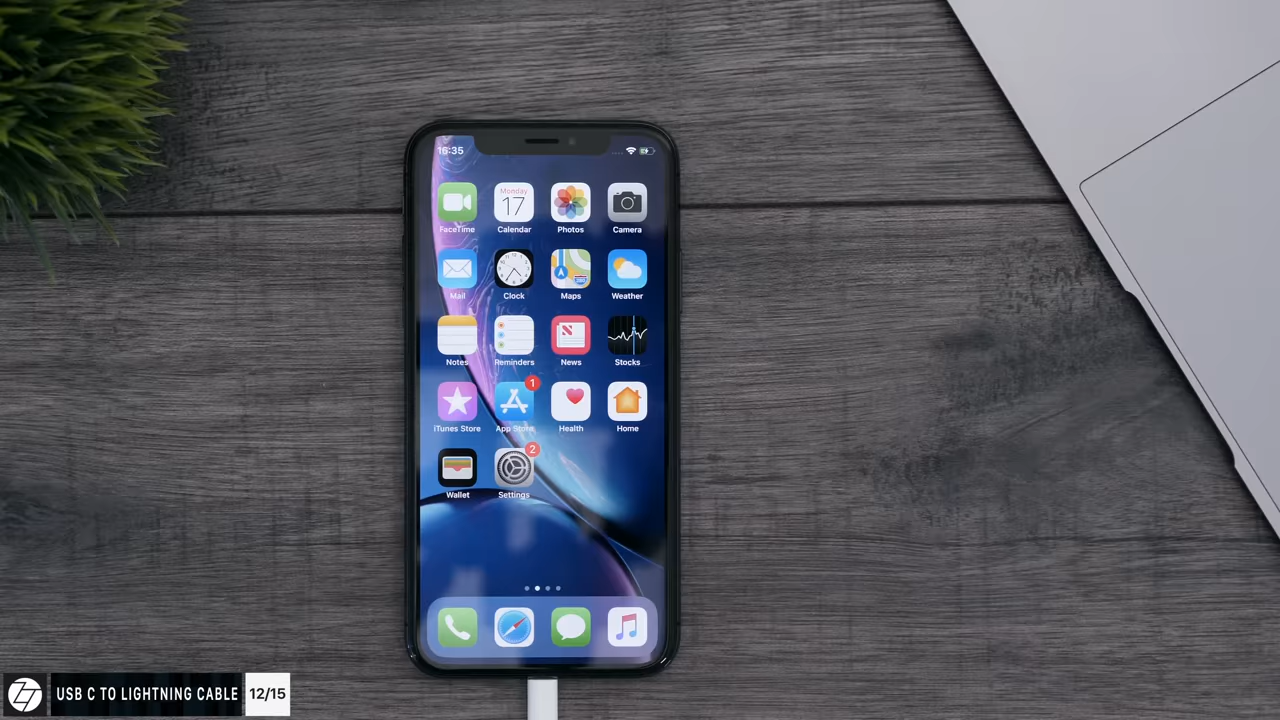 16:35
Monday
17
FaceTime
Calendar
Photos
Camera
Mail
Clock
Maps
Weather
Notes
Reminders
News
Stocks
1
iTunes Store
App Store
Health
Home
2
Wallet
Settings
USB C TO LIGHTNING CABLE 12/15